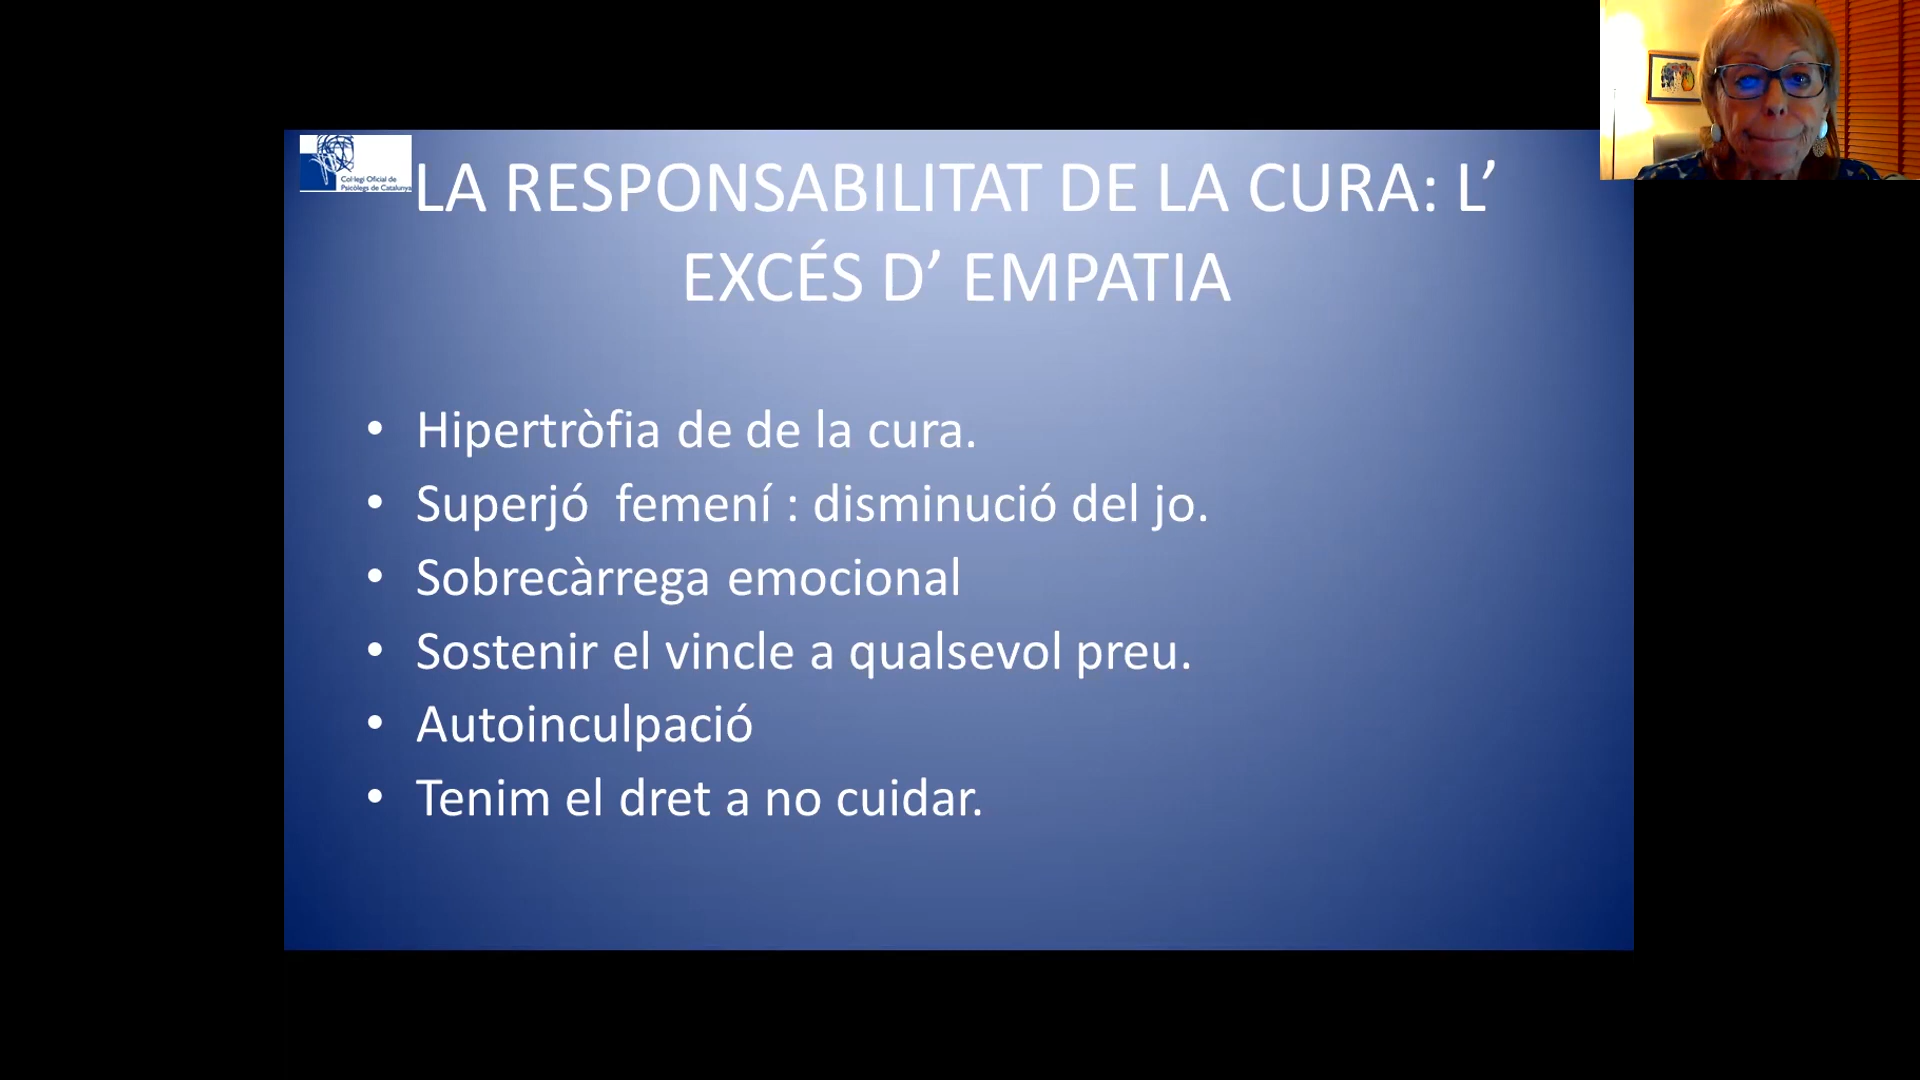 Col·legi Oficial de
Psicòlegs de Catalunya
LA RESPONSABILITAT DE LA CURA: L’
EXCÉS D’ EMPATIA
• Hipertròfia de de la cura.
• Superjó  femení : disminució del jo.
• Sobrecàrrega emocional
• Sostenir el vincle a qualsevol preu.
• Autoinculpació
• Tenim el dret a no cuidar.